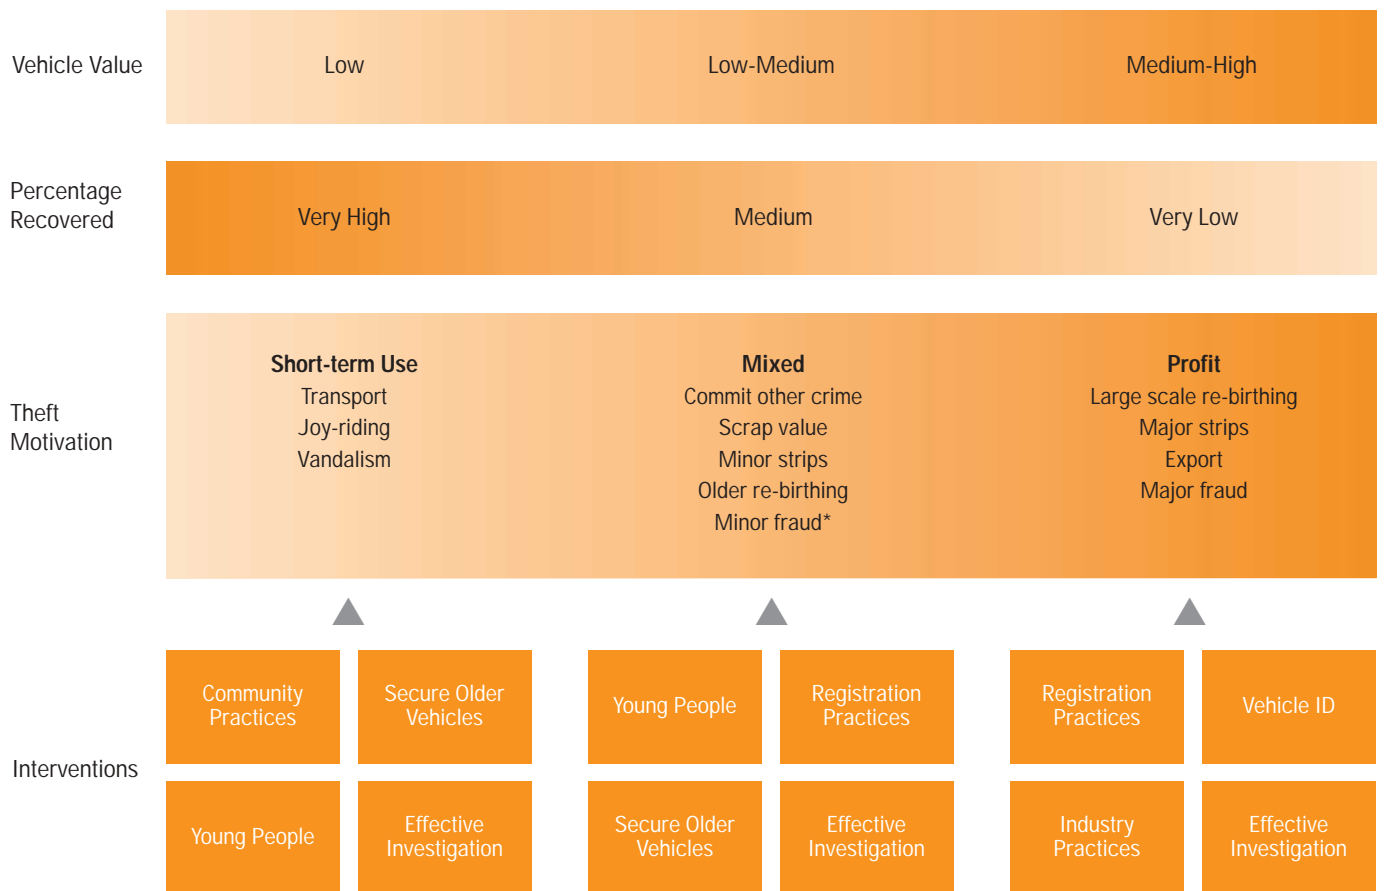 Vehicle Value
Low
Low-Medium
Medium-High
Percentage
Recovered
Very High
Medium
Very Low
Theft
Motivation
Short-term Use
Transport
Joy-riding
Vandalism
Mixed
Commit other crime
Scrap value
Minor strips
Older re-birthing
Minor fraud*
Profit
Large scale re-birthing
Major strips
Export
Major fraud
Interventions
Community
Practices
Secure Older
Vehicles
Young People
Effective
Investigation
Young People
Registration
Practices
Secure Older
Vehicles
Effective
Investigation
Registration
Practices
Vehicle ID
Industry
Practices
Effective
Investigation